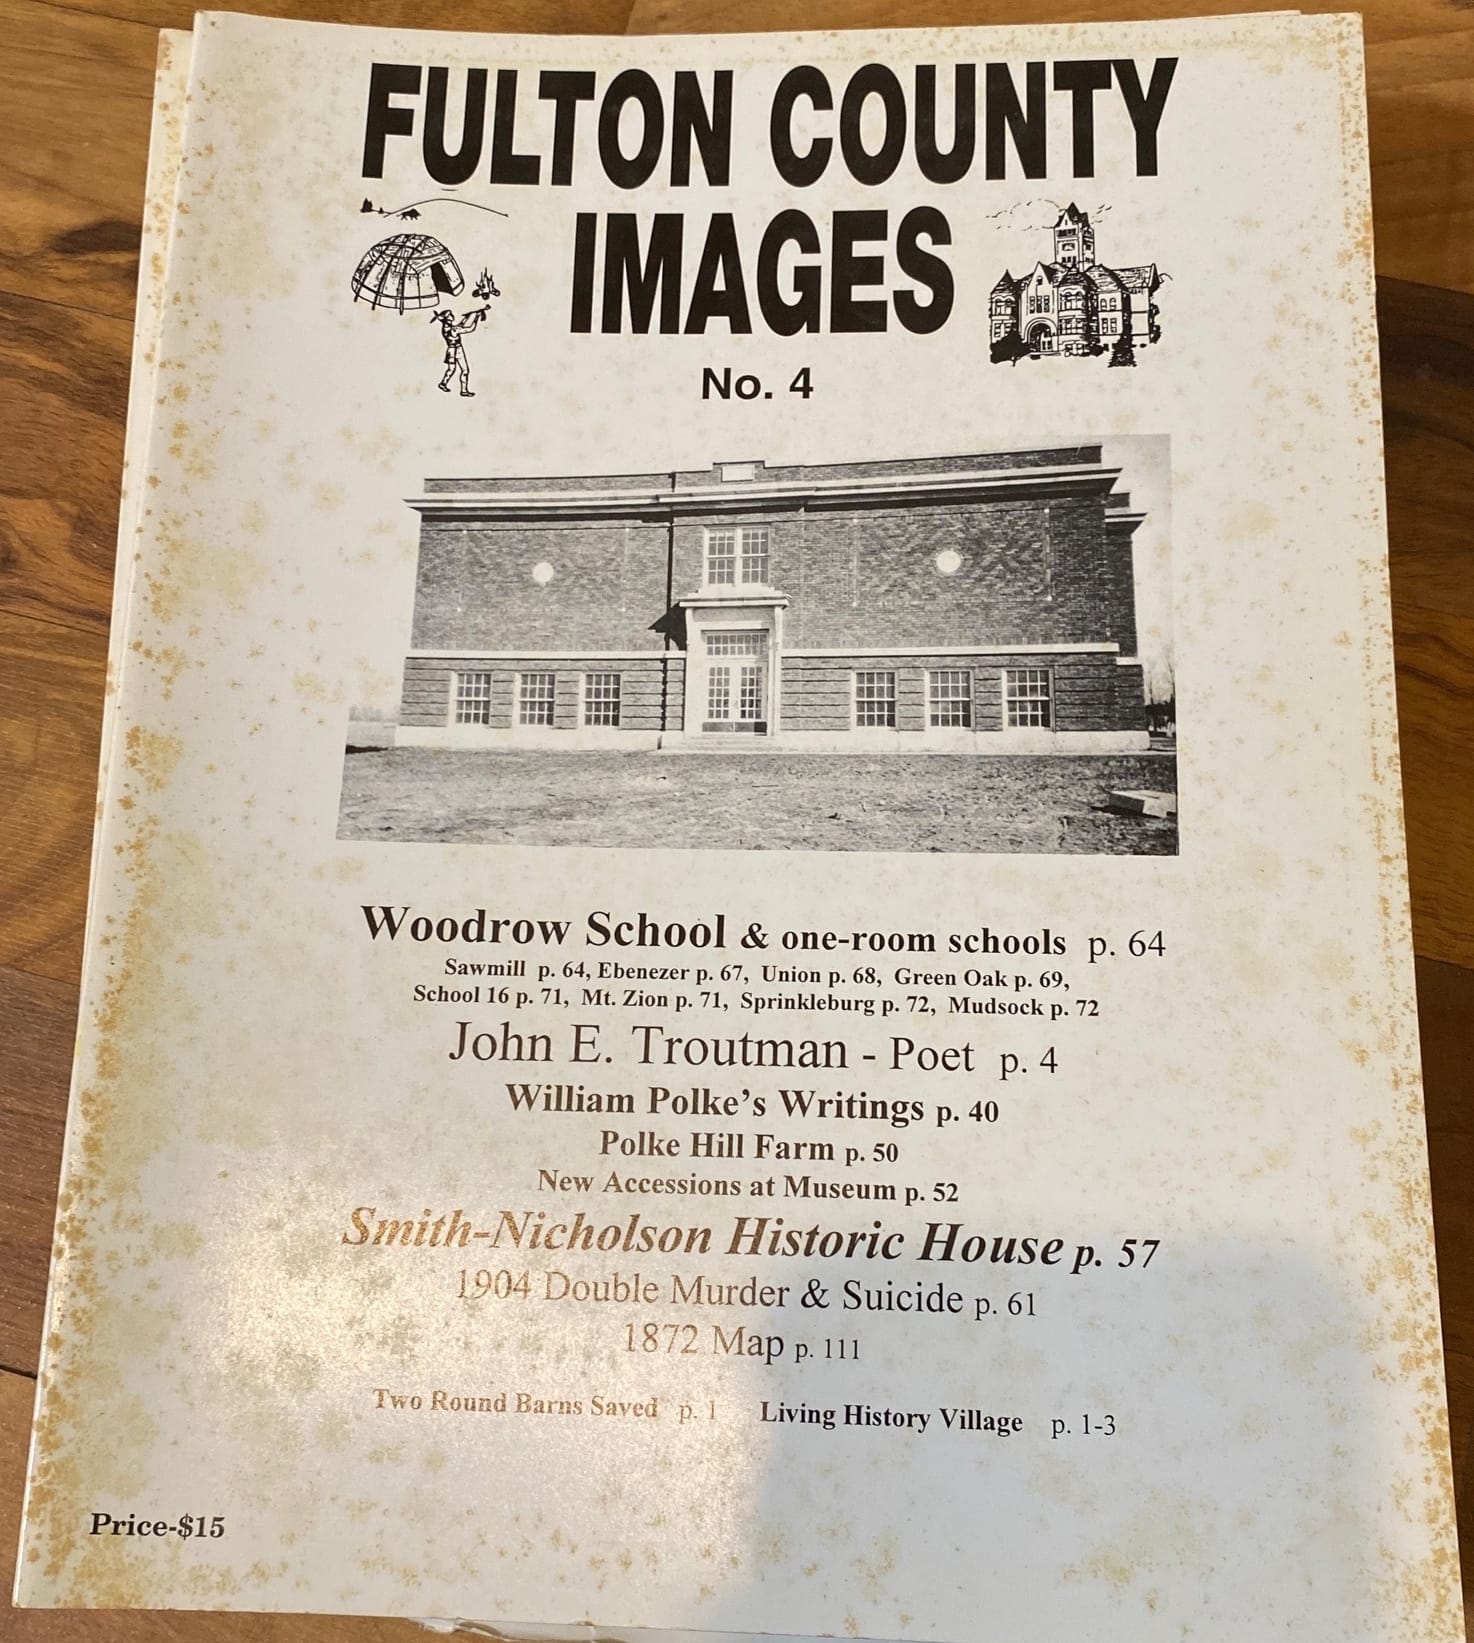 FULTON COUNTY
IMAGES
No. 4
Woodrow School & one-room schools p. 64
Sawmill p. 64, Ebenezer p. 67, Union p. 68, Green Oak p. 69,
School 16 p. 71, Mt. Zion p. 71, Sprinkleburg p. 72, Mudsock p. 72
John E. Troutman - Poet p. 4
William Polke's Writings p. 40
Polke Hill Farm p. 50
New Accessions at Museum p. 52
Smith-Nicholson Historic House p. 57
1904 Double Murder & Suicide p. 61
1872 Map p. 111
Two Round Barns Saved p. 1 Living History Village p. 1-3
Price-$15